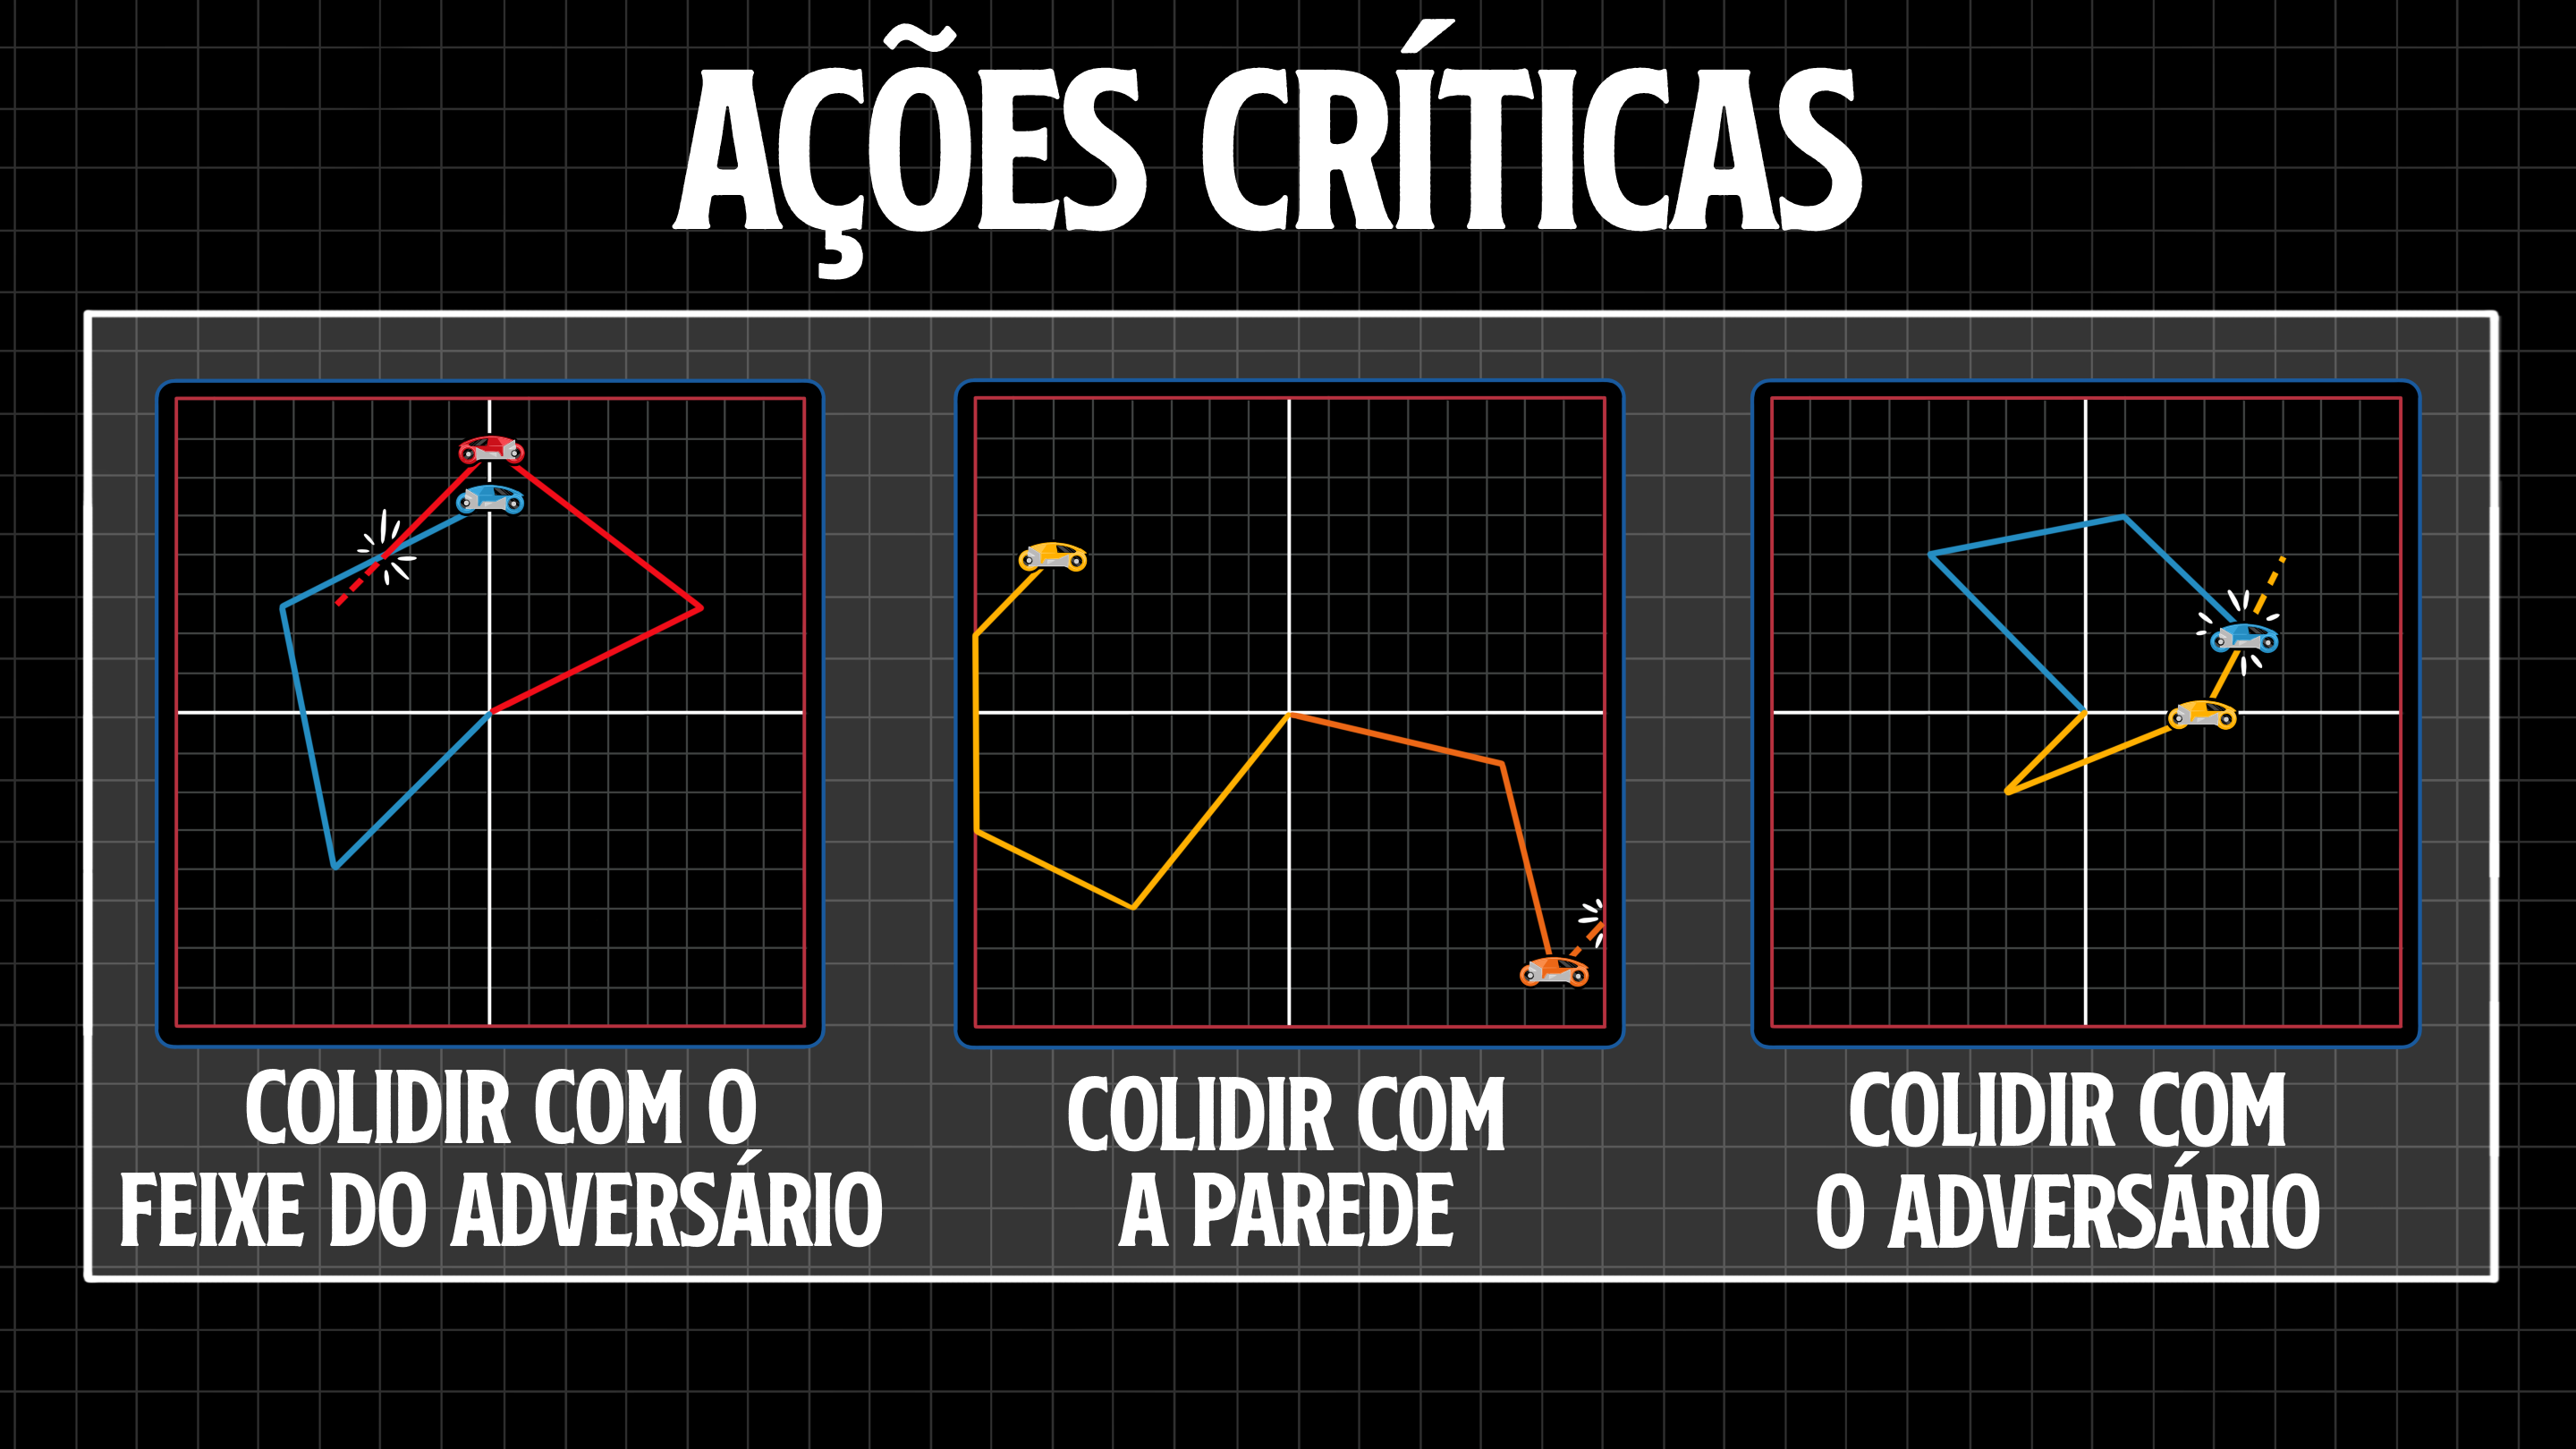 AÇÕES CRÍTICAS
COLIDIR COM O
FEIXE DO ADVERSÁRIO
COLIDIR COM
A PAREDE
COLIDIR COM
O ADVERSÁRIO